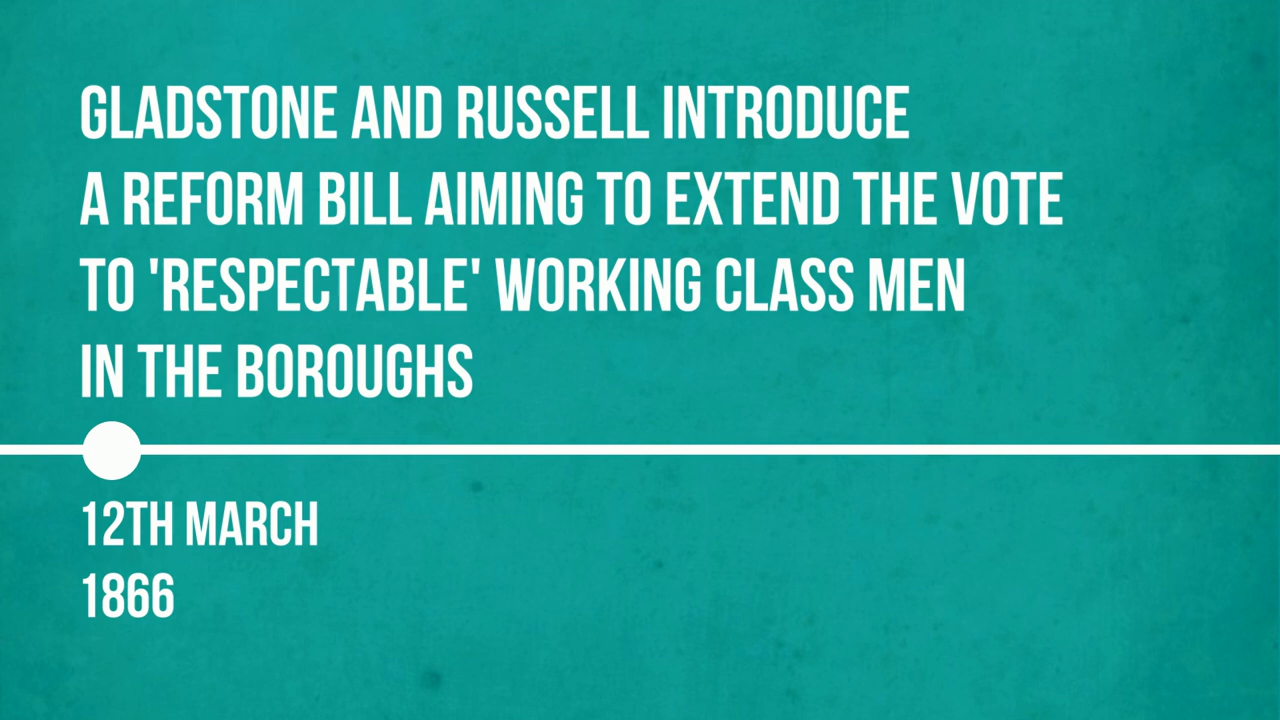 GLADSTONE AND RUSSELL INTRODUCE
A REFORM BILL AIMING TO EXTEND THE VOTE
TO 'RESPECTABLE' WORKING CLASS MEN
IN THE BOROUGHS
12TH MARCH
1866